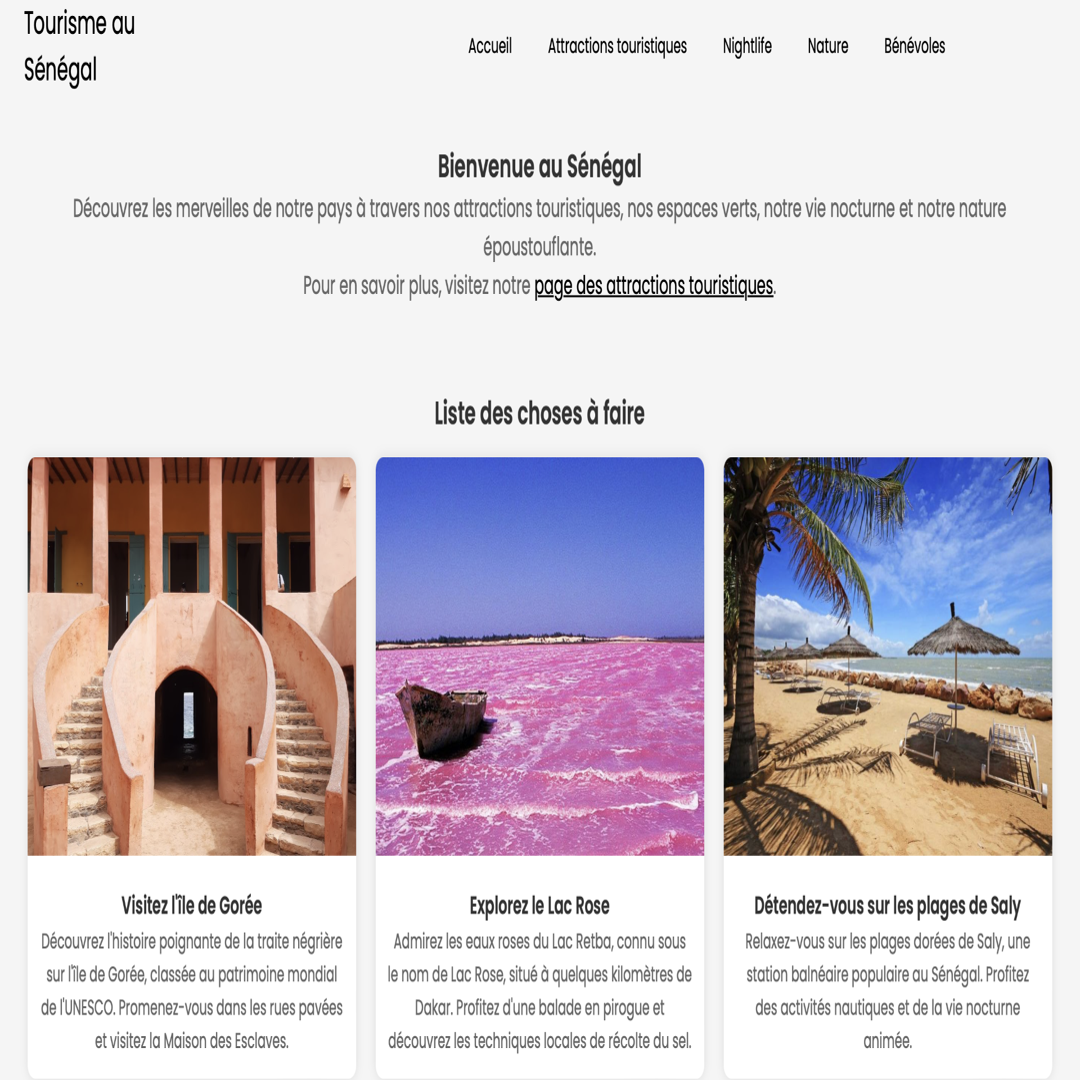 Tourisme au
Sénégal
Accueil Attractions touristiques Nightlife Nature Bénévoles
Bienvenue au Sénégal
Découvrez les merveilles de notre pays à travers nos attractions touristiques, nos espaces verts, notre vie nocturne et notre nature
époustouflante.
Pour en savoir plus, visitez notre page des attractions touristiques.
Liste des choses à faire
Visitez l'île de Gorée
Découvrez l'histoire poignante de la traite négrière
sur l'île de Gorée, classée au patrimoine mondial
de l'UNESCO. Promenez-vous dans les rues pavées
et visitez la Maison des Esclaves.
Explorez le Lac Rose
Admirez les eaux roses du Lac Retba, connu sous
le nom de Lac Rose, situé à quelques kilomètres de
Dakar. Profitez d'une balade en pirogue et
découvrez les techniques locales de récolte du sel.
Détendez-vous sur les plages de Saly
Relaxez-vous sur les plages dorées de Saly, une
station balnéaire populaire au Sénégal. Profitez
des activités nautiques et de la vie nocturne
animée.